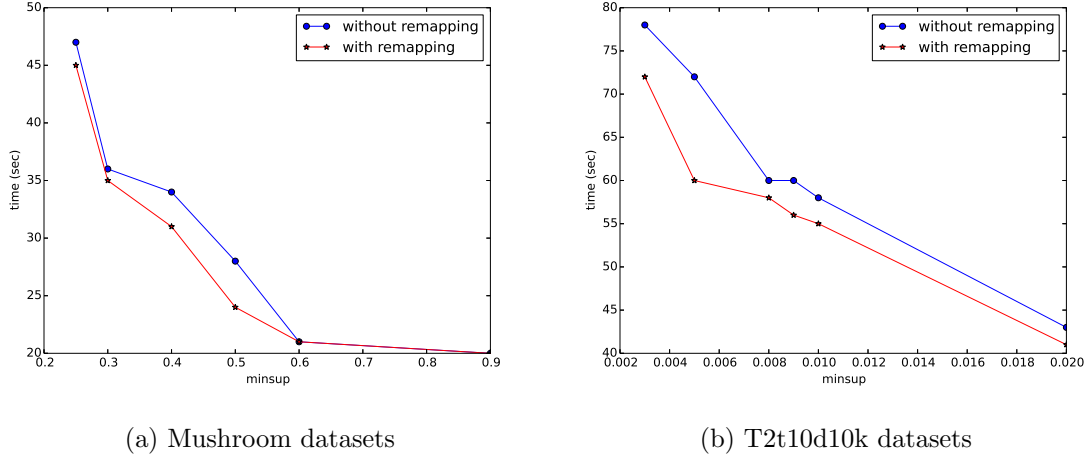 50
45
40
35
30
25
20
time (sec)
without remapping
with remapping
0.2 0.3 0.4 0.5 0.6 0.7 0.8 0.9
minsup
(a) Mushroom datasets
80
75
70
65
60
55
50
45
40
time (sec)
without remapping
with remapping
0.002 0.004 0.006 0.008 0.010 0.012 0.014 0.016 0.018 0.020
minsup
(b) T2t10d10k datasets